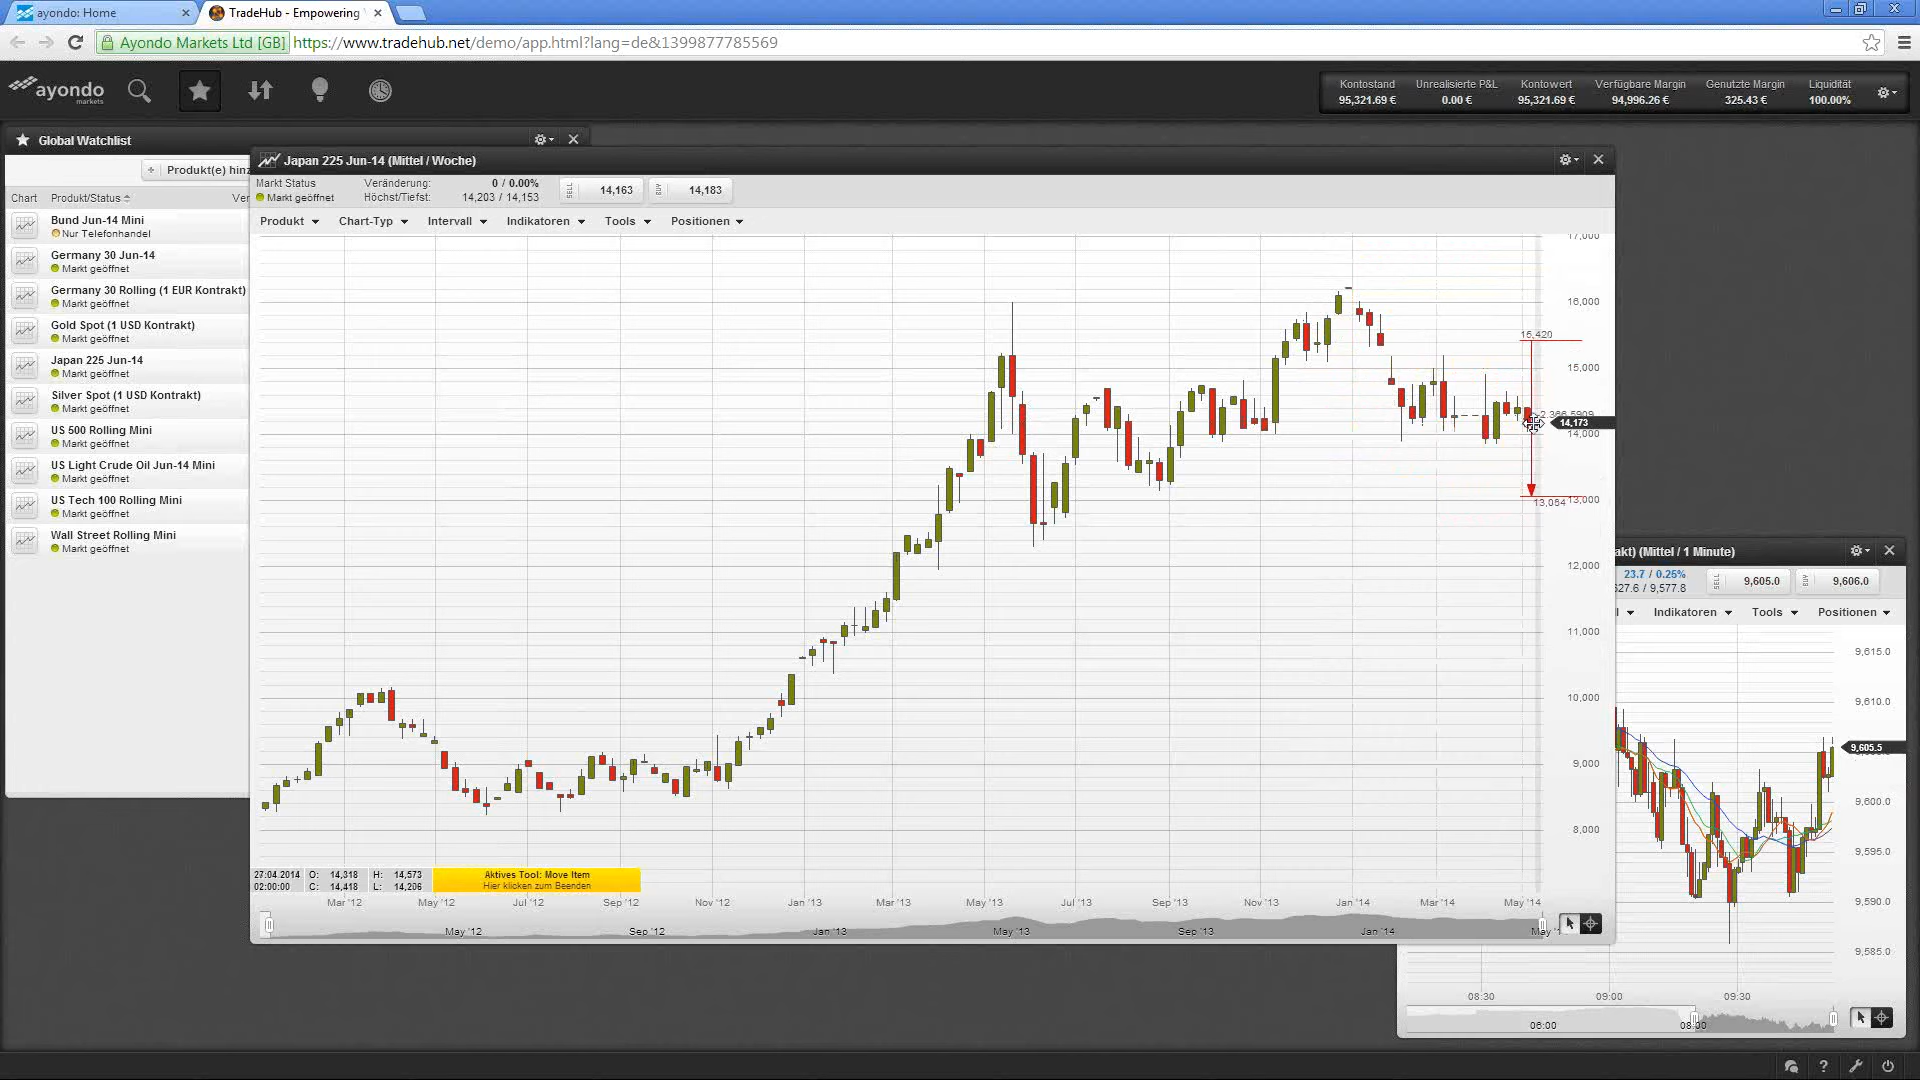 ayondo: Home
TradeHub - Empowering
Ayondo Markets Ltd [GB] https://www.tradehub.net/demo/app.html?lang=de&1399877785569
ayondo
markets
Kontostand Unrealisierte P&L Kontowert Verfügbare Margin Genutzte Margin Liquidität
95,321.69 € 0.00 € 95,321.69 € 94,996.26 € 325.43 € 100.00%
Global Watchlist
Produkt(e) hinz
Chart Produkt/Status Ver
Bund Jun-14 Mini
Nur Telefonhandel
Germany 30 Jun-14
Markt geöffnet
Germany 30 Rolling (1 EUR Kontrakt)
Markt geöffnet
Gold Spot (1 USD Kontrakt)
Markt geöffnet
Japan 225 Jun-14
Markt geöffnet
Silver Spot (1 USD Kontrakt)
Markt geöffnet
US 500 Rolling Mini
Markt geöffnet
US Light Crude Oil Jun-14 Mini
Markt geöffnet
US Tech 100 Rolling Mini
Markt geöffnet
Wall Street Rolling Mini
Markt geöffnet
Japan 225 Jun-14 (Mittel / Woche)
Markt Status Veränderung: 0 / 0.00% SELL 14,163 BUY 14,183
Markt geöffnet Höchst/Tiefst: 14,203 / 14,153
Produkt Chart-Typ Intervall Indikatoren Tools Positionen
17,000
16,000
15,420
15,000
14,173
14,000
13,064
13,000
12,000
11,000
10,000
9,000
8,000
27.04.2014 O: 14,318 H: 14,573
02:00:00 C: 14,418 L: 14,206
Aktives Tool: Move Item
Hier klicken zum Beenden
Mar '12 May '12 Jul '12 Sep '12 Nov '12 Jan '13 Mar '13 May '13 Jul '13 Sep '13 Nov '13 Jan '14 Mar '14 May '14
May '12 Sep '12 Jan '13 May '13 Sep '13 Jan '14 May '1
akt) (Mittel / 1 Minute)
23.7 / 0.25% SELL 9,605.0 BUY 9,606.0
627.6 / 9,577.8
l Indikatoren Tools Positionen
9,615.0
9,610.0
9,605.5
9,600.0
9,595.0
9,590.0
9,585.0
08:30 09:00 09:30
06:00 08:00